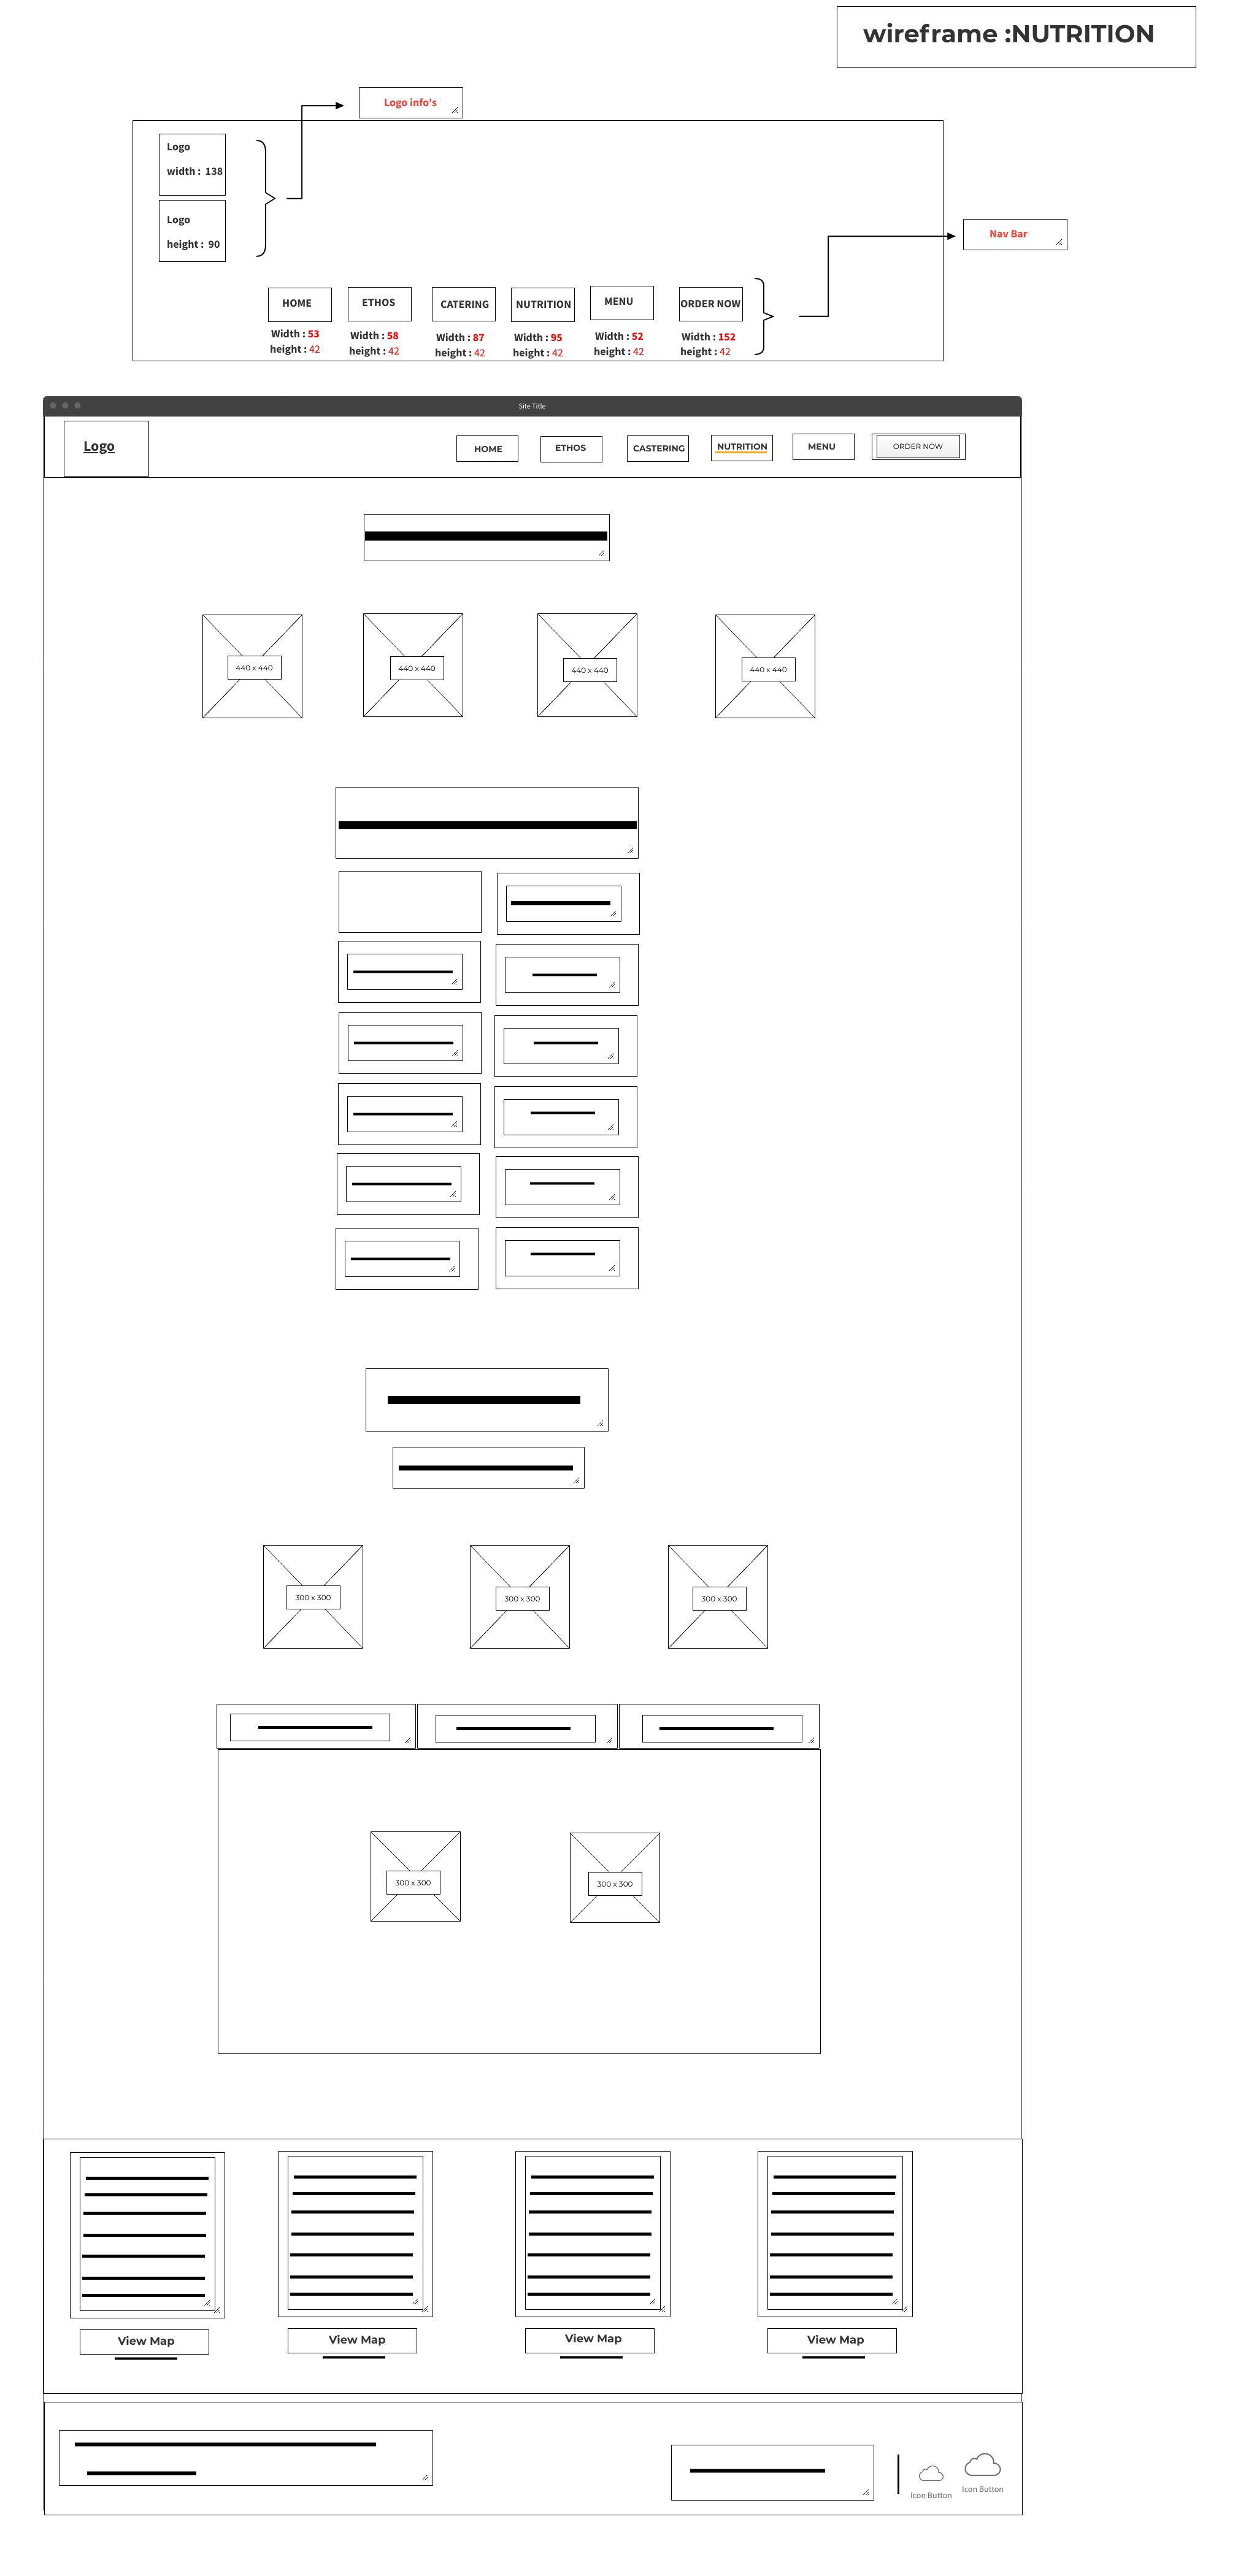 wireframe :NUTRITION
Logo info's
Logo
width : 138
Logo
height : 90
Nav Bar
HOME ETHOS CATERING NUTRITION MENU ORDER NOW
Width : 53 Width : 58 Width : 87 Width : 95 Width : 52 Width : 152
height : 42 height : 42 height : 42 height : 42 height : 42 height : 42
Site Title
Logo HOME ETHOS CASTERING NUTRITION MENU ORDER NOW
440 x 440 440 x 440 440 x 440 440 x 440
300 x 300 300 x 300 300 x 300
300 x 300 300 x 300
View Map View Map View Map View Map
Icon Button Icon Button